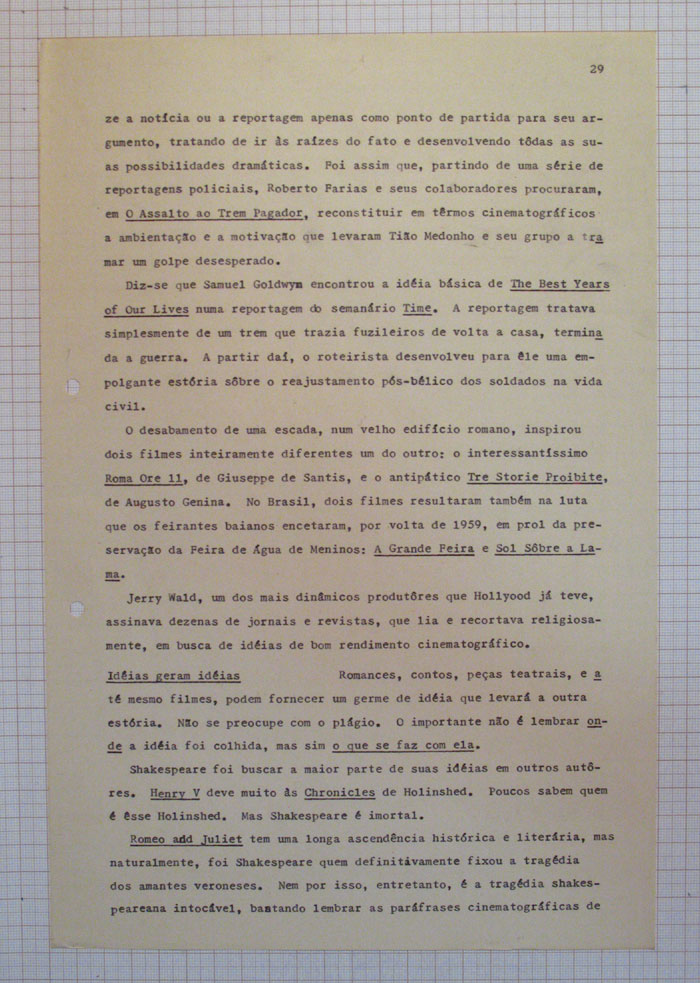 29
ze a notícia ou a reportagem apenas como ponto de partida para seu ar-
gumento, tratando de ir às raízes do fato e desenvolvendo tôdas as su-
as possibilidades dramáticas. Foi assim que, partindo de uma série de
reportagens policiais, Roberto Farias e seus colaboradores procuraram,
em O Assalto ao Trem Pagador, reconstituir em têrmos cinematográficos
a ambientação e a motivação que levaram Tião Medonho e seu grupo a tra
mar um golpe desesperado.
Diz-se que Samuel Goldwyn encontrou a idéia básica de The Best Years
of Our Lives numa reportagem do semanário Time. A reportagem tratava
simplesmente de um trem que trazia fuzileiros de volta a casa, termina
da a guerra. A partir daí, o roteirista desenvolveu para êle uma em-
polgante estória sôbre o reajustamento pós-bélico dos soldados na vida
civil.
O desabamento de uma escada, num velho edifício romano, inspirou
dois filmes inteiramente diferentes um do outro: o interessantíssimo
Roma Ore 11, de Giuseppe de Santis, e o antipático Tre Storie Proibite,
de Augusto Genina. No Brasil, dois filmes resultaram também na luta
que os feirantes baianos encetaram, por volta de 1959, em prol da pre-
servação da Feira de Água de Meninos: A Grande Feira e Sol Sôbre a La-
ma.
Jerry Wald, um dos mais dinâmicos produtôres que Hollyood já teve,
assinava dezenas de jornais e revistas, que lia e recortava religiosa-
mente, em busca de idéias de bom rendimento cinematográfico.
Idéias geram idéias Romances, contos, peças teatrais, e a
té mesmo filmes, podem fornecer um germe de idéia que levará a outra
estória. Não se preocupe com o plágio. O importante não é lembrar on-
de a idéia foi colhida, mas sim o que se faz com ela.
Shakespeare foi buscar a maior parte de suas idéias em outros autô-
res. Henry V deve muito às Chronicles de Holinshed. Poucos sabem quem
é êsse Holinshed. Mas Shakespeare é imortal.
Romeo add Juliet tem uma longa ascendência histórica e literária, mas
naturalmente, foi Shakespeare quem definitivamente fixou a tragédia
dos amantes veroneses. Nem por isso, entretanto, é a tragédia shakes-
peareana intocável, bastando lembrar as paráfrases cinematográficas de